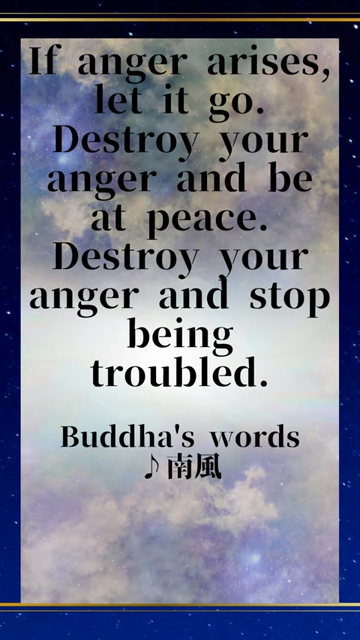 If anger arises,
let it go.
Destroy your
anger and be
at peace.
Destroy your
anger and stop
being
troubled.
Buddha's words
♪南風